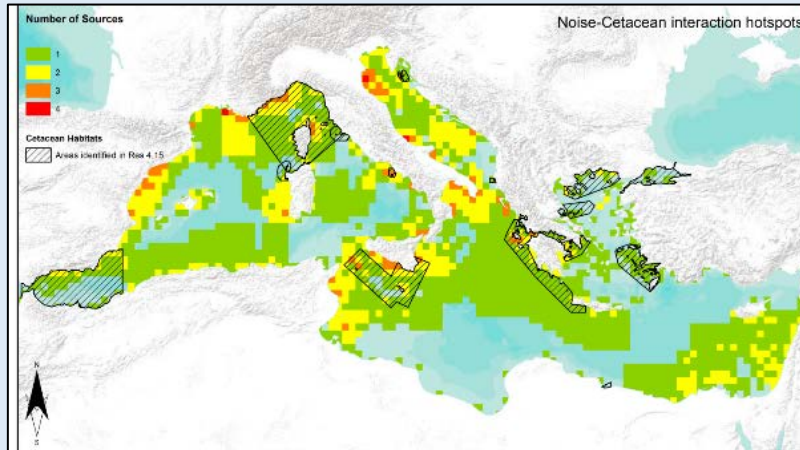 Noise-Cetacean interaction hotspots
Number of Sources
1
2
3
4
Cetacean Habitats
Areas identified in Res 4.15
N
S